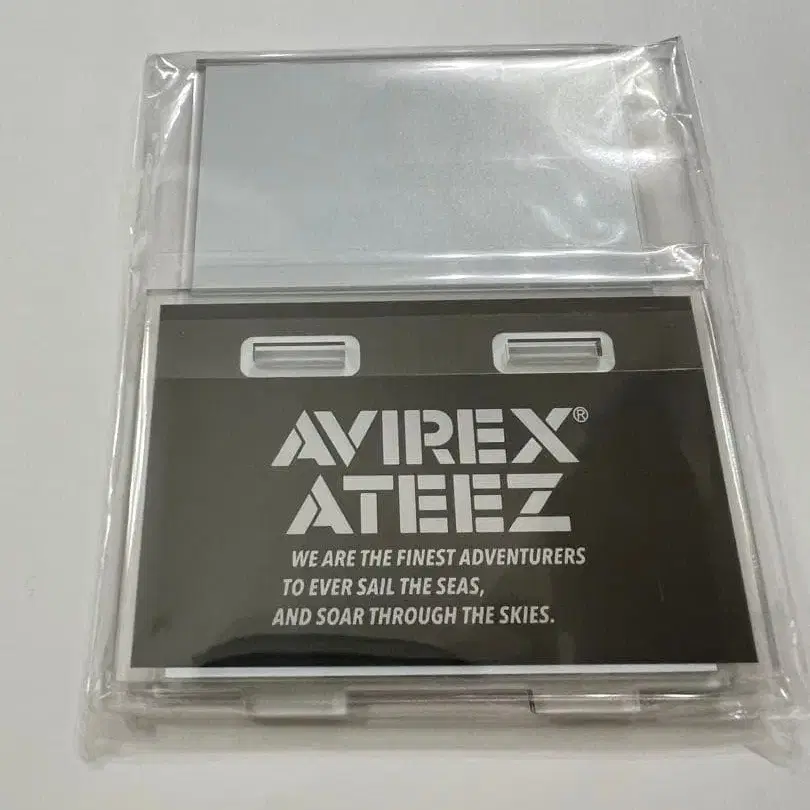 AVIREX®
ATEEZ
WE ARE THE FINEST ADVENTURERS
TO EVER SAIL THE SEAS,
AND SOAR THROUGH THE SKIES.